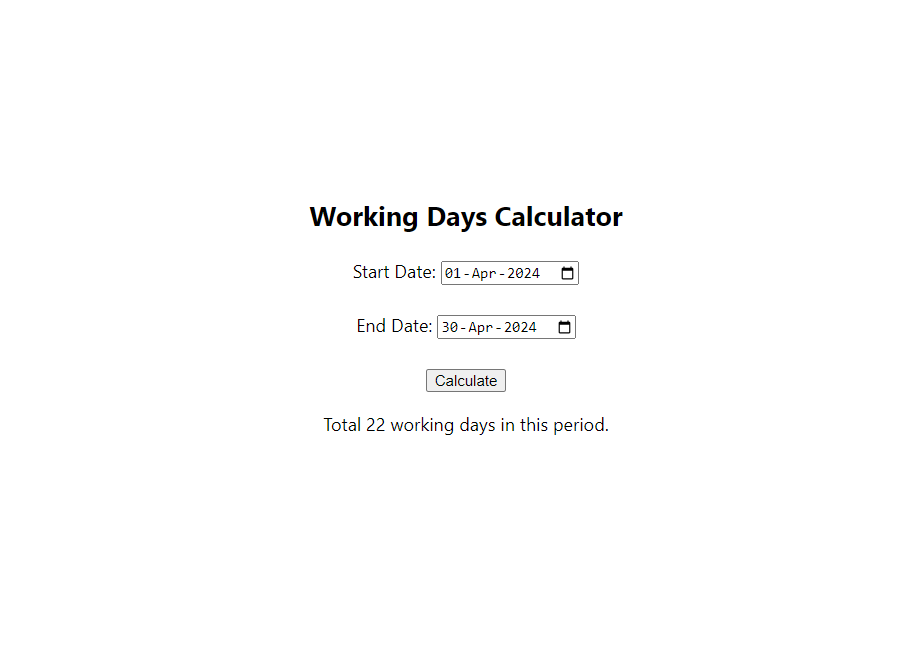 Working Days Calculator
Start Date: 01-Apr-2024
End Date: 30-Apr-2024
Calculate
Total 22 working days in this period.